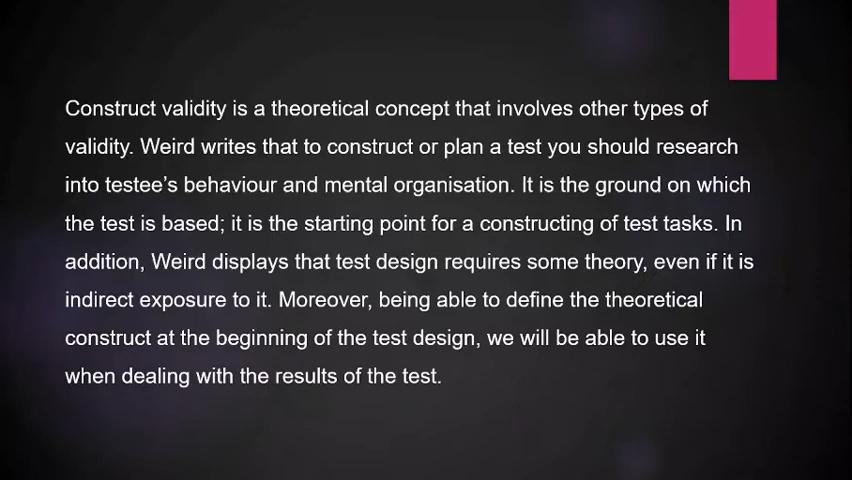 Construct validity is a theoretical concept that involves other types of
validity. Weird writes that to construct or plan a test you should research
into testee’s behaviour and mental organisation. It is the ground on which
the test is based; it is the starting point for a constructing of test tasks. In
addition, Weird displays that test design requires some theory, even if it is
indirect exposure to it. Moreover, being able to define the theoretical
construct at the beginning of the test design, we will be able to use it
when dealing with the results of the test.